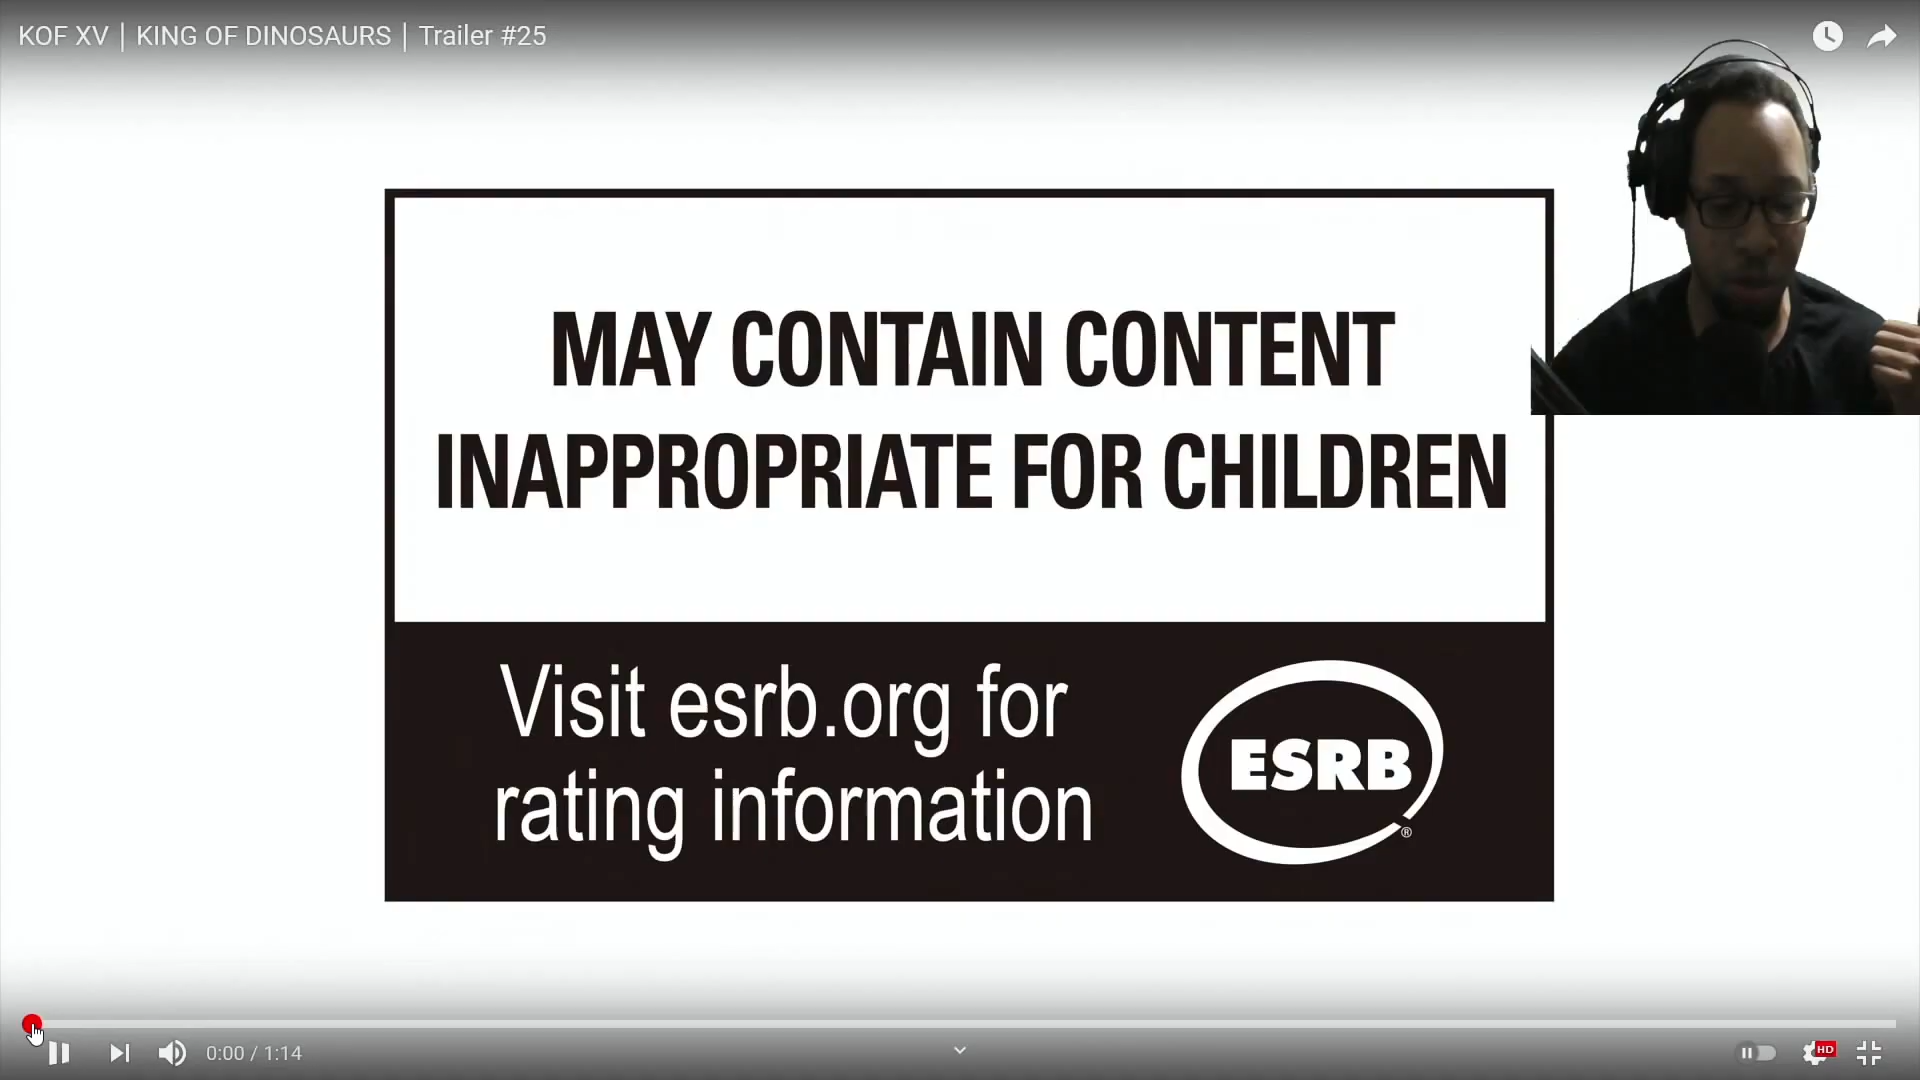 KOF XV | KING OF DINOSAURS | Trailer #25
MAY CONTAIN CONTENT
INAPPROPRIATE FOR CHILDREN
Visit esrb.org for
rating information
ESRB
®
0:00 / 1:14
HD